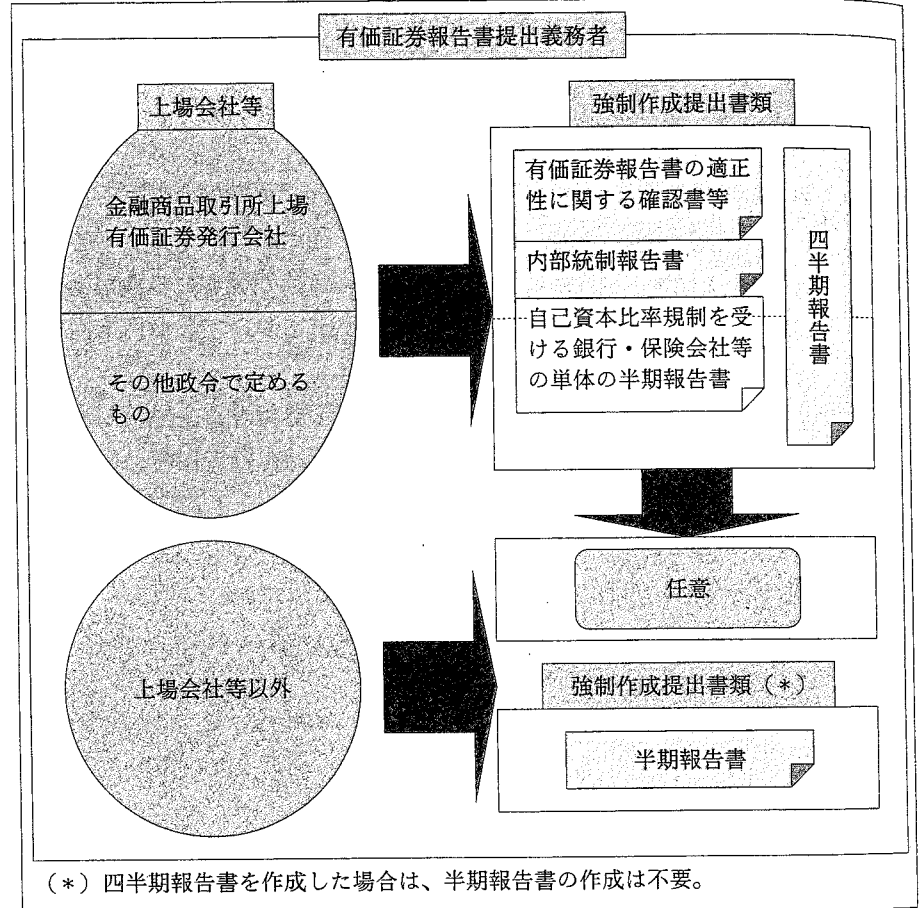 有価証券報告書提出義務者
上場会社等
金融商品取引所上場
有価証券発行会社
その他政令で定める
もの
強制作成提出書類
有価証券報告書の適正
性に関する確認書等
内部統制報告書
自己資本比率規制を受
ける銀行・保険会社等
の単体の半期報告書
四半期報告書
任意
上場会社等以外
強制作成提出書類（＊）
半期報告書
（＊）四半期報告書を作成した場合は、半期報告書の作成は不要。